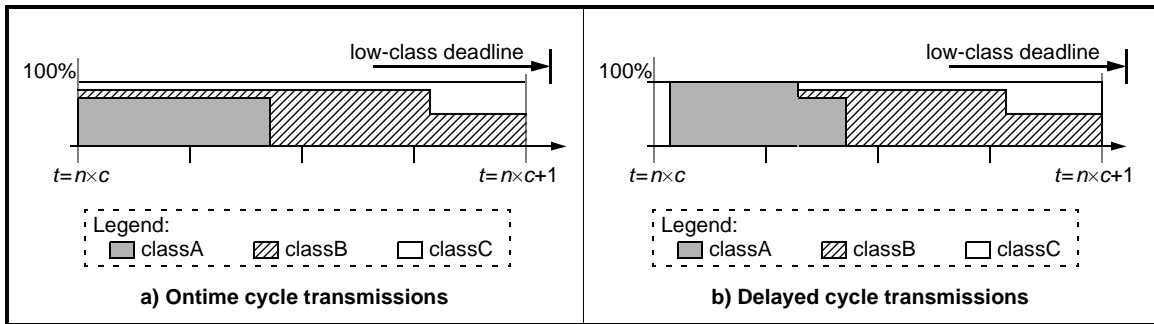 low-class deadline
100%
t=n×c
t=n×c+1
Legend:
classA
classB
classC
a) Ontime cycle transmissions
low-class deadline
100%
t=n×c
t=n×c+1
Legend:
classA
classB
classC
b) Delayed cycle transmissions